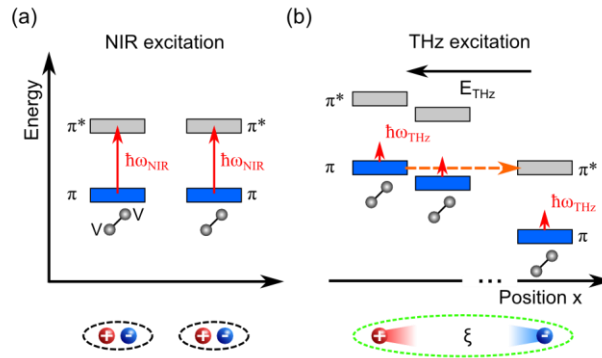 (a)
NIR excitation
Energy
π*
π*
ħω_NIR
ħω_NIR
π
π
V
V
+ -
+ -
(b)
THz excitation
E_THz
π*
ħω_THz
π
π*
ħω_THz
π
...
Position x
+ ξ -